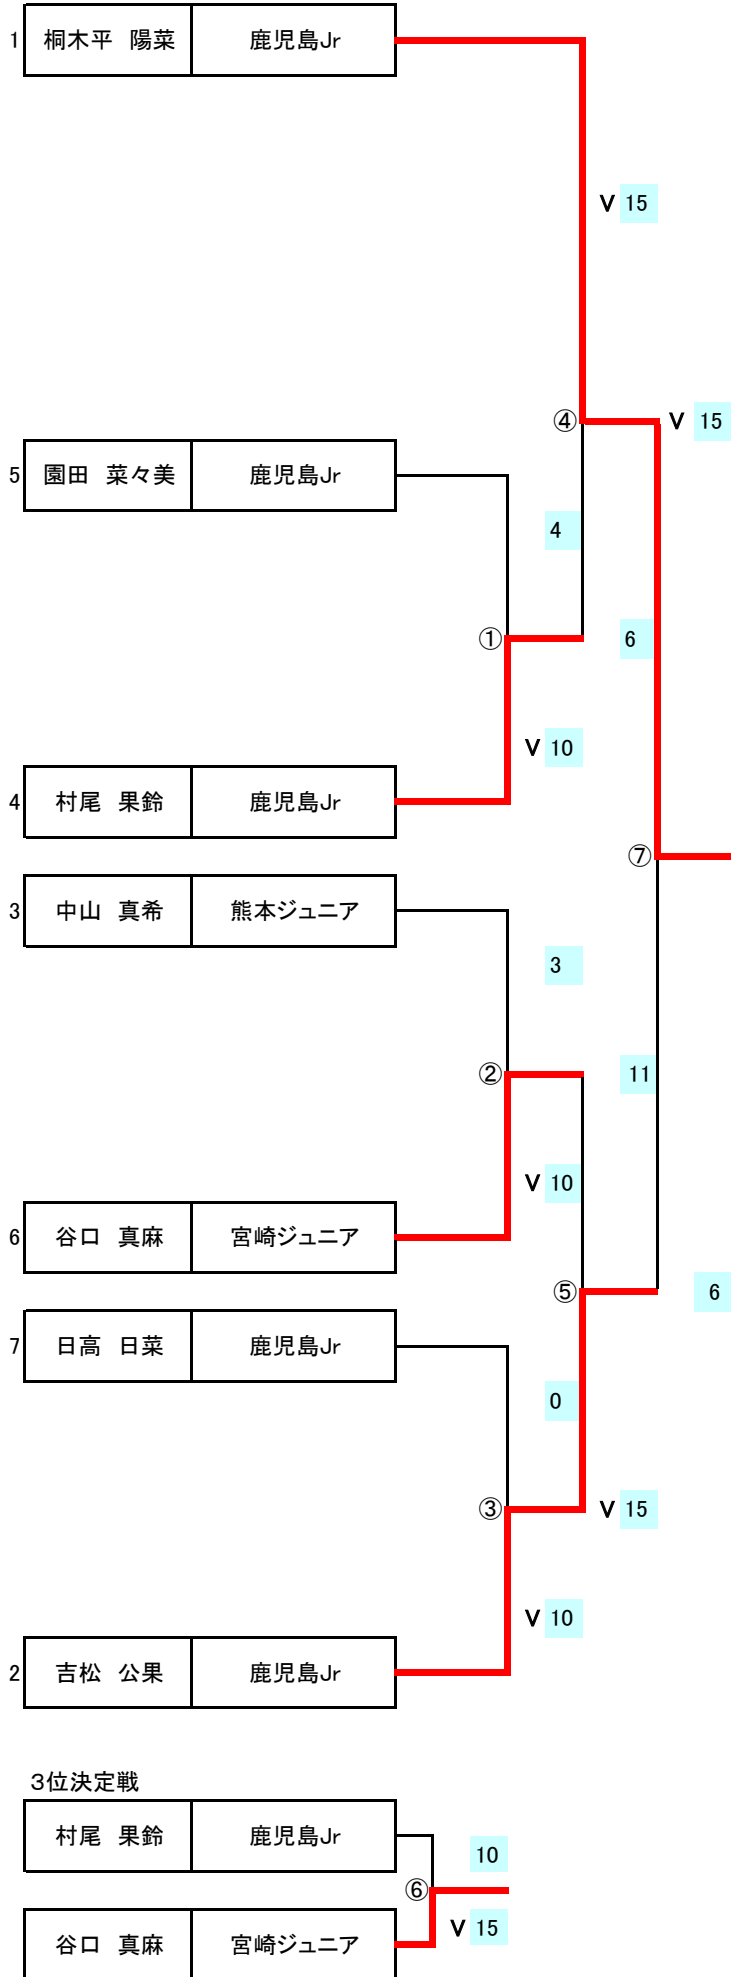 1 桐木平 陽菜 鹿児島Jr
V 15
④ V 15
5 園田 菜々美 鹿児島Jr
4
① 6
V 10
4 村尾 果鈴 鹿児島Jr
⑦
3 中山 真希 熊本ジュニア
3
② 11
V 10
6 谷口 真麻 宮崎ジュニア
⑤ 6
7 日高 日菜 鹿児島Jr
0
③ V 15
V 10
2 吉松 公果 鹿児島Jr
3位決定戦
村尾 果鈴 鹿児島Jr
10
⑥
V 15
谷口 真麻 宮崎ジュニア